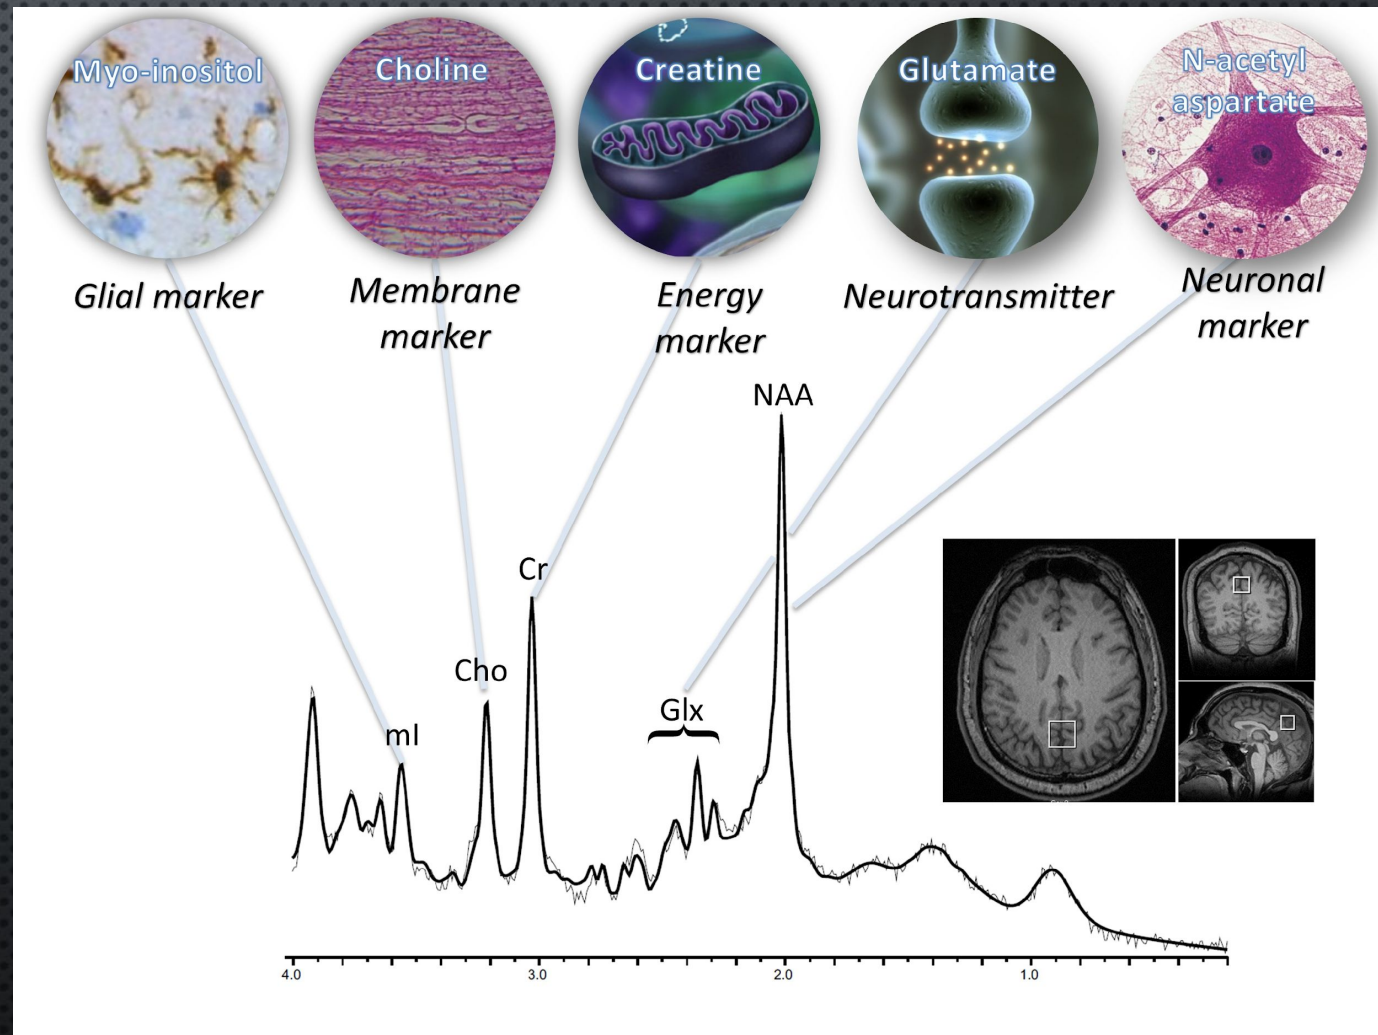 Myo-inositol
Choline
Creatine
Glutamate
N-acetyl
aspartate
Glial marker
Membrane
marker
Energy
marker
Neurotransmitter
Neuronal
marker
NAA
Cr
Cho
Glx
mI
4.0
3.0
2.0
1.0